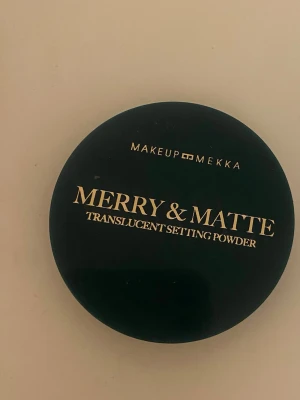 MAKEUP MEKKA
MERRY & MATTE
TRANSLUCENT SETTING POWDER